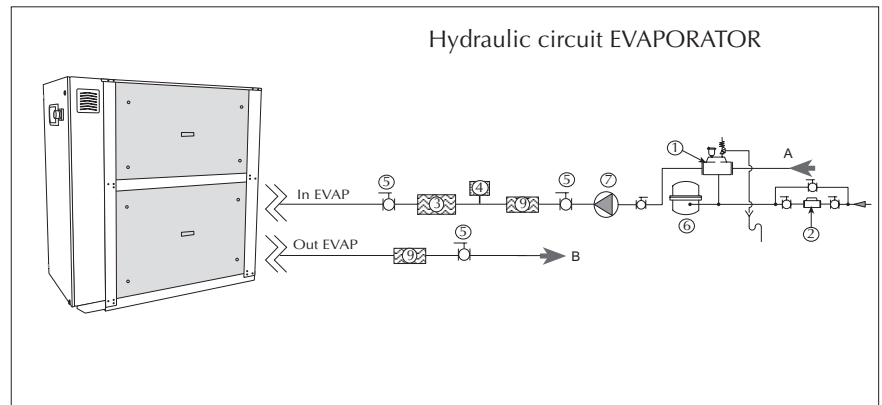 Hydraulic circuit EVAPORATOR
1
A
5
4
5
7
In EVAP
3
9
6
2
5
Out EVAP
9
B